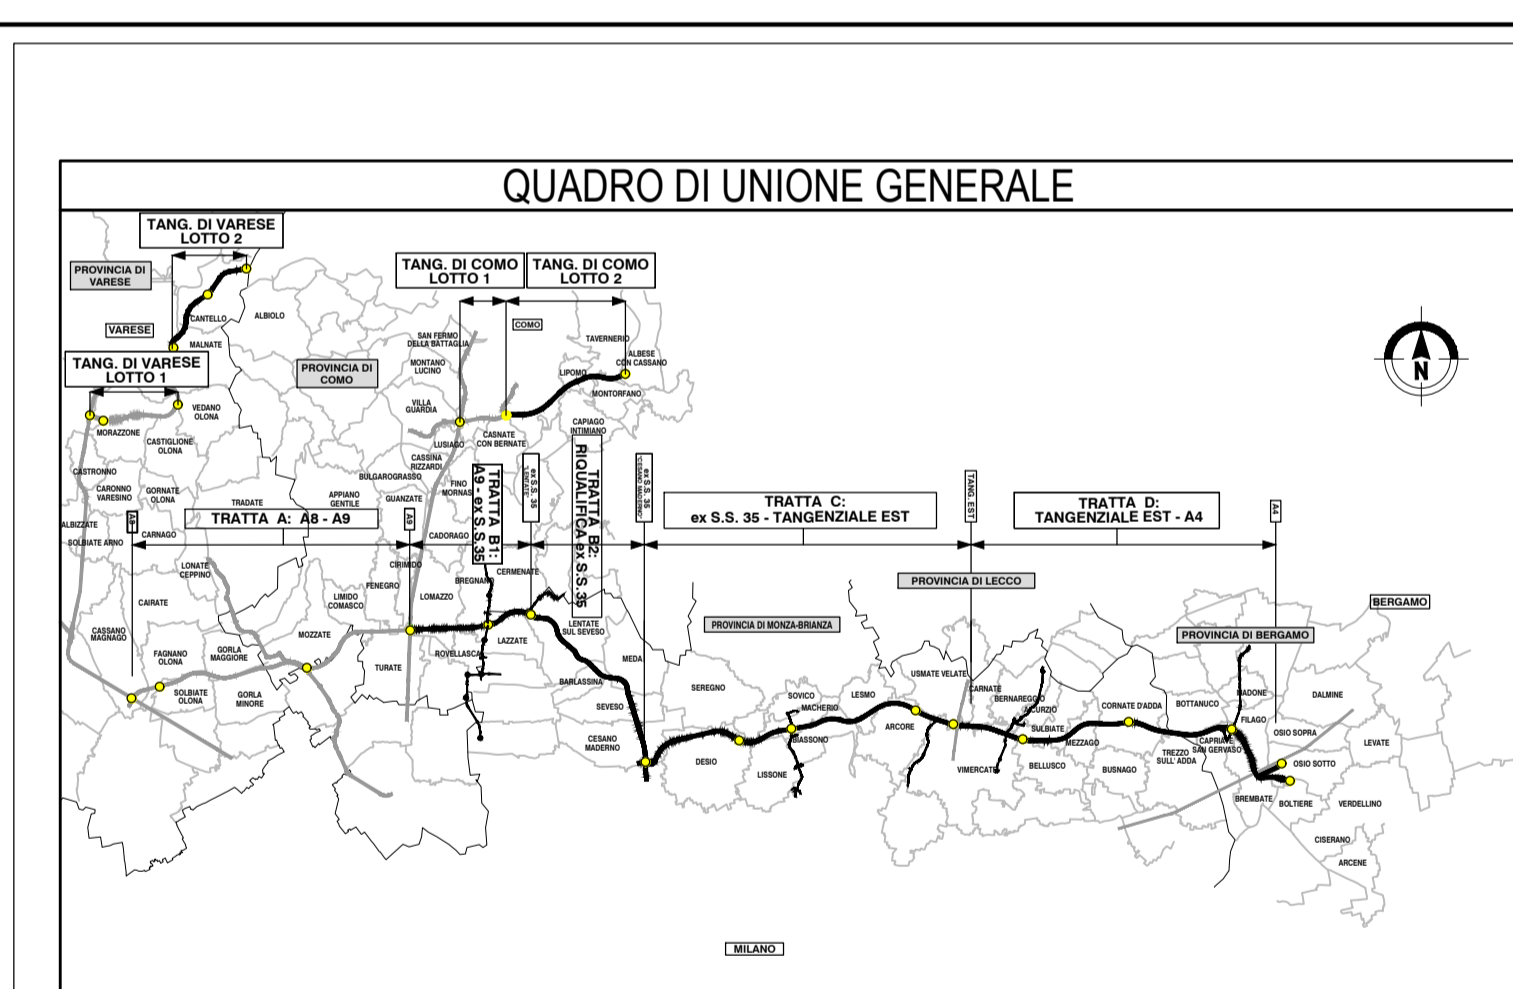 QUADRO DI UNIONE GENERALE
TANG. DI VARESE
LOTTO 2
PROVINCIA DI
VARESE
CANTELLO
ALBIOLO
VARESE
MALNATE
TANG. DI VARESE
LOTTO 1
VEDANO
OLONA
MORAZZONE
CASTIGLIONE
OLONA
CASTRONNO
CARONNO
VARESINO
GORNATE
OLONA
ALBIZZATE
SOLBIATE ARNO
CARNAGO
TRADATE
PROVINCIA DI
COMO
TANG. DI COMO
LOTTO 1
TANG. DI COMO
LOTTO 2
COMO
SAN FERMO
DELLA BATTAGLIA
MONTANO
LUCINO
VILLA
GUARDIA
TAVERNERIO
ALBESE
CON CASSANO
LIPOMO
MONTORFANO
CAPIAGO
INTIMIANO
LUSIAGO
CASNATE
CON BERNATE
CASSINA
RIZZARDI
BULGAROGRASSO
FINO
MORNAS
APPIANO
GENTILE
GUANZATE
CADORAGO
A8
TRATTA A: A8 - A9
A9
TRATTA B1:
A9 - ex S.S.35
ex S.S. 35
"LENTATE"
TRATTA B2:
RIQUALIFICA ex S.S.35
ex S.S. 35
"CESANO MADERNO"
TRATTA C:
ex S.S. 35 - TANGENZIALE EST
TANG. EST
TRATTA D:
TANGENZIALE EST - A4
A4
N
LONATE
CEPPINO
CIRIMIDO
FENEGRO
BREGNANO
CERMENATE
LIMIDO
COMASCO
LOMAZZO
CAIRATE
CASSANO
MAGNAGO
MOZZATE
FAGNANO
OLONA
GORLA
MAGGIORE
SOLBIATE
OLONA
GORLA
MINORE
TURATE
ROVELLASCA
LAZZATE
LENTATE
SUL SEVESO
MEDA
BARLASSINA
SEVESO
CESANO
MADERNO
PROVINCIA DI MONZA-BRIANZA
PROVINCIA DI LECCO
PROVINCIA DI BERGAMO
BERGAMO
SEREGNO
SOVICO
MACHERIO
LESMO
BIASSONO
DESIO
LISSONE
ARCORE
USMATE VELATE
CARNATE
BERNAREGGIO
AICURZIO
SULBIATE
VIMERCATE
BELLUSCO
MEZZAGO
CORNATE D'ADDA
BUSNAGO
BOTTANUCO
TREZZO
SULL' ADDA
MADONE
FILAGO
CAPRIATE
SAN GERVASO
DALMINE
OSIO SOPRA
LEVATE
OSIO SOTTO
BREMBATE
BOLTIERE
VERDELLINO
CISERANO
ARCENE
MILANO